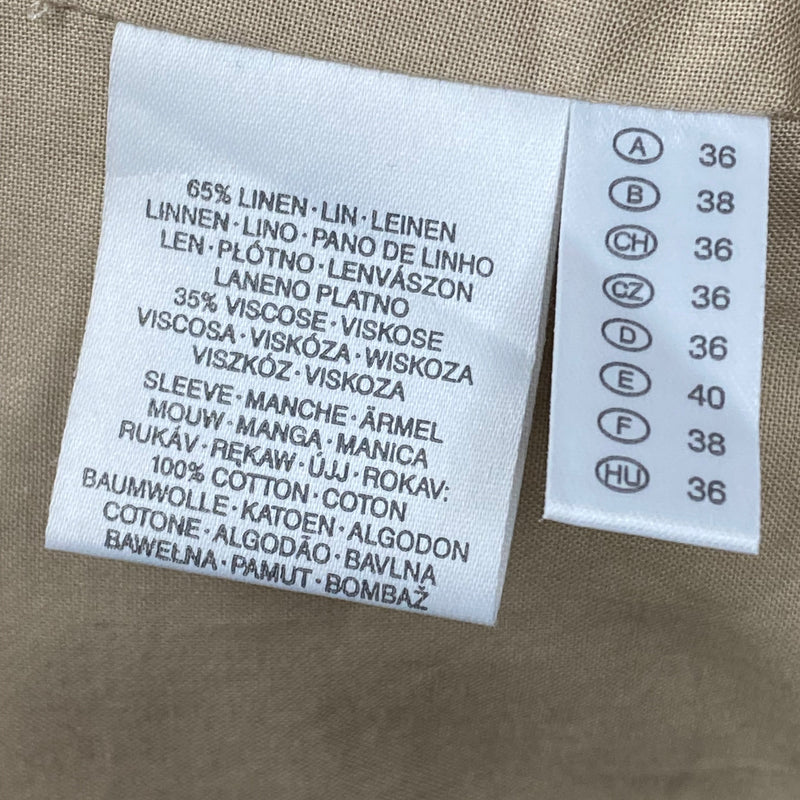 65% LINEN · LIN · LEINEN
LINNEN · LINO · PANO DE LINHO
LEN · PŁÓTNO · LENVÁSZON
LANENO PLATNO
35% VISCOSE · VISKOSE
VISCOSA · VISKÓZA · WISKOZA
VISZKÓZ · VISKOZA
SLEEVE · MANCHE · ÄRMEL
MOUW · MANGA · MANICA
RUKÁV · RĘKAW · ÚJJ · ROKAV:
100% COTTON · COTON
BAUMWOLLE · KATOEN · ALGODON
COTONE · ALGODÃO · BAVLNA
BAWEŁNA · PAMUT · BOMBAŽ
A 36
B 38
CH 36
CZ 36
D 36
E 40
F 38
HU 36